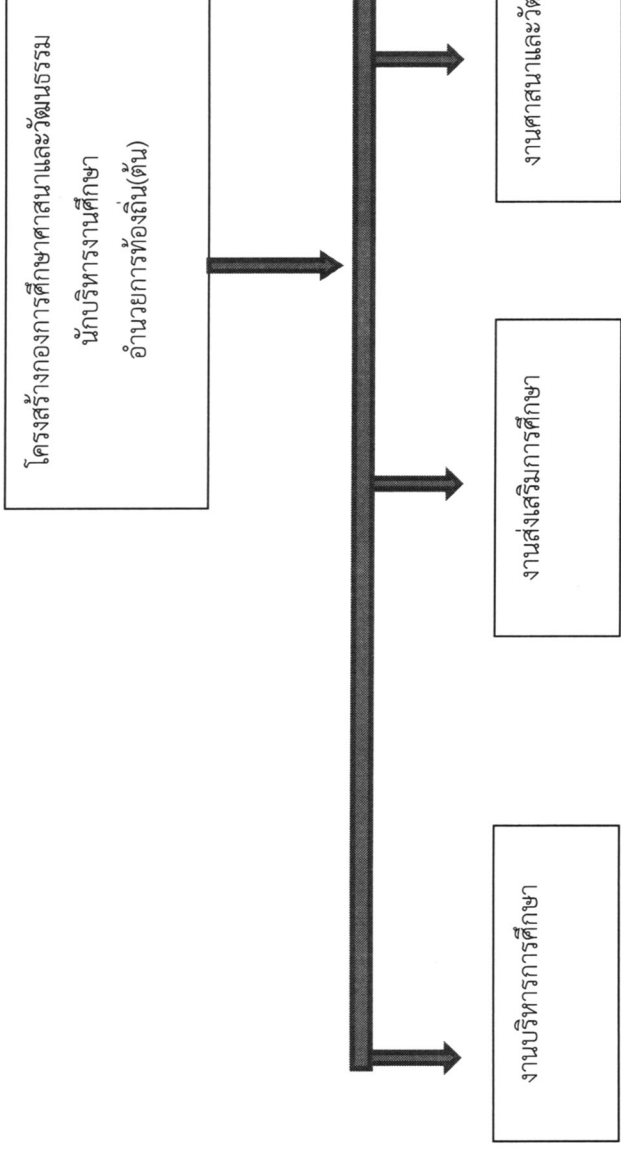 โครงสร้างกองการศึกษาศาสนาและวัฒนธรรม
นักบริหารงานศึกษา
อำนวยการท้องถิ่น(ต้น)
งานบริหารการศึกษา
งานส่งเสริมการศึกษา
งานศาสนาและวัฒ